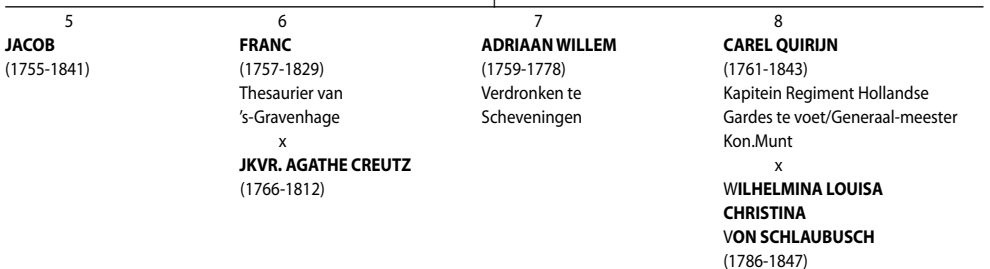 5
JACOB
(1755-1841)
6
FRANC
(1757-1829)
Thesaurier van
's-Gravenhage
x
JKVR. AGATHE CREUTZ
(1766-1812)
7
ADRIAAN WILLEM
(1759-1778)
Verdronken te
Scheveningen
8
CAREL QUIRIJN
(1761-1843)
Kapitein Regiment Hollandse
Gardes te voet/Generaal-meester
Kon.Munt
x
WILHELMINA LOUISA
CHRISTINA
VON SCHLAUBUSCH
(1786-1847)